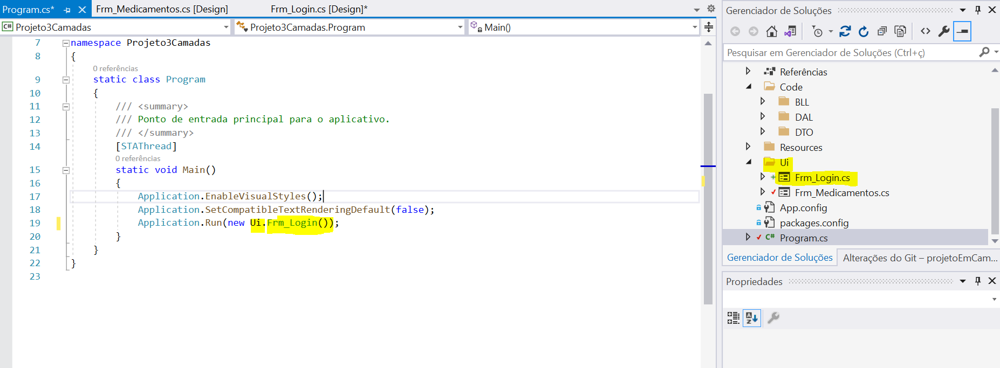 Program.cs*
Frm_Medicamentos.cs [Design]
Frm_Login.cs [Design]*
C# Projeto3Camadas
Projeto3Camadas.Program
Main()
7 namespace Projeto3Camadas
8 {
0 referências
9 static class Program
10 {
11 /// <summary>
12 /// Ponto de entrada principal para o aplicativo.
13 /// </summary>
14 [STAThread]
0 referências
15 static void Main()
16 {
17 Application.EnableVisualStyles();
18 Application.SetCompatibleTextRenderingDefault(false);
19 Application.Run(new Ui.Frm_Login());
20 }
21 }
22 }
23
Gerenciador de Soluções
Pesquisar em Gerenciador de Soluções (Ctrl+ç)
Referências
Code
BLL
DAL
DTO
Resources
Ui
Frm_Login.cs
Frm_Medicamentos.cs
App.config
packages.config
C# Program.cs
Gerenciador de Soluções
Alterações do Git – projetoEmCam...
Propriedades
A
Z